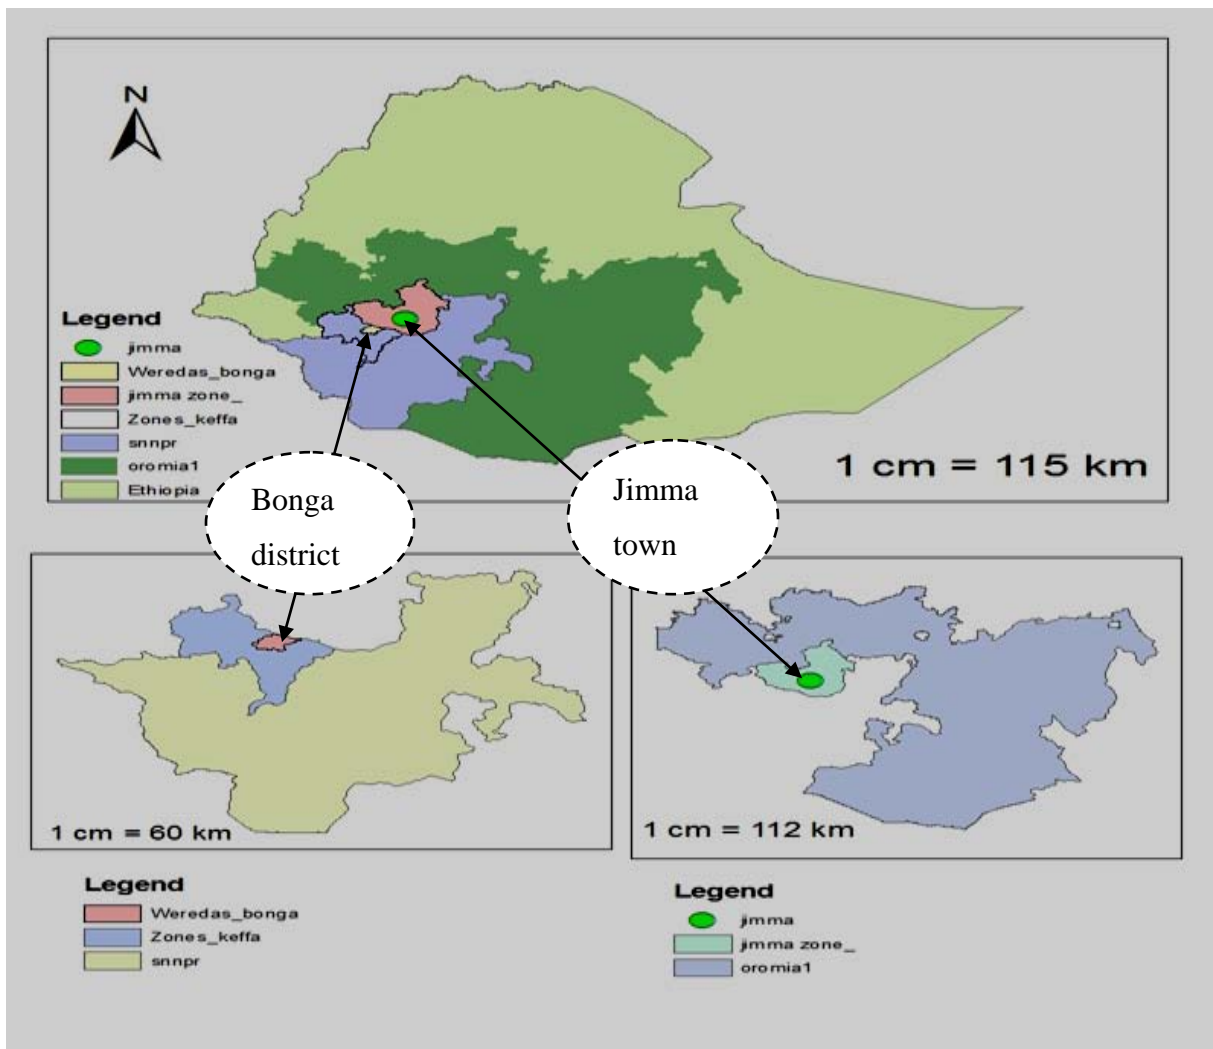 N
Legend
jimma
Weredas_bonga
jimma zone_
Zones_keffa
snnpr
oromia1
Ethiopia
1 cm = 115 km
Bonga
district
Jimma
town
1 cm = 60 km
1 cm = 112 km
Legend
Weredas_bonga
Zones_keffa
snnpr
Legend
jimma
jimma zone_
oromia1